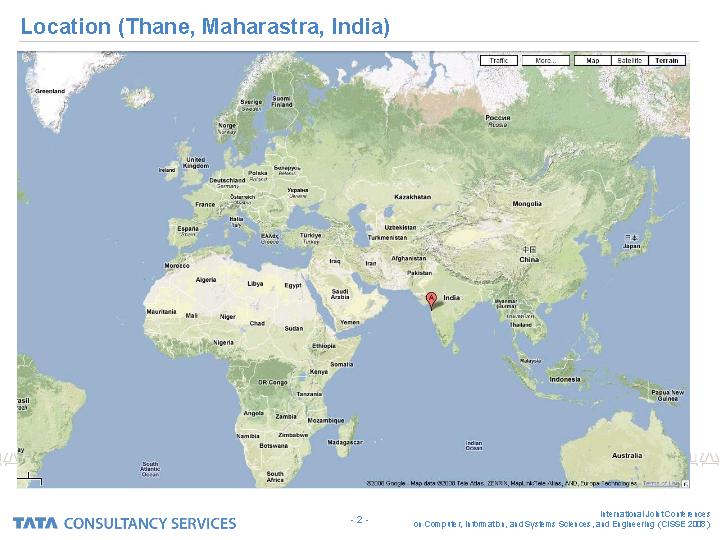 Location (Thane, Maharastra, India)
Traffic More... Map Satellite Terrain
Greenland
Sverige
Sweden
Suomi
Finland
Norge
Norway
Россия
Russia
United
Kingdom
Ireland
Беларусь
Belarus
Polska
Poland
Deutschland
Germany
Україна
Ukraine
Österreich
Austria
France
Kazakhstan
Mongolia
Italia
Italy
España
Spain
Ελλάς
Greece
Türkiye
Turkey
Uzbekistan
Turkmenistan
日本
Japan
中国
China
Morocco
Iraq
Iran
Afghanistan
Pakistan
Algeria
Libya
Egypt
Saudi
Arabia
A
India
Myanmar
(Burma)
Mauritania
Mali
Niger
Chad
Sudan
Yemen
Thailand
Nigeria
Ethiopia
Somalia
Malaysia
Kenya
DR Congo
Tanzania
Indonesia
Papua New
Guinea
rasil
razil
Angola
Zambia
Mozambique
Namibia
Zimbabwe
Madagascar
Botswana
Indian
Ocean
South
Atlantic
Ocean
South
Africa
Australia
©2008 Google - Map data ©2008 Tele Atlas, ZENRIN, MapLink/Tele Atlas, AND, Europa Technologies - Terms of Use
TATA CONSULTANCY SERVICES
- 2 -
International Joint Conferences
on Computer, Information, and Systems Sciences, and Engineering (CISSE 2008)